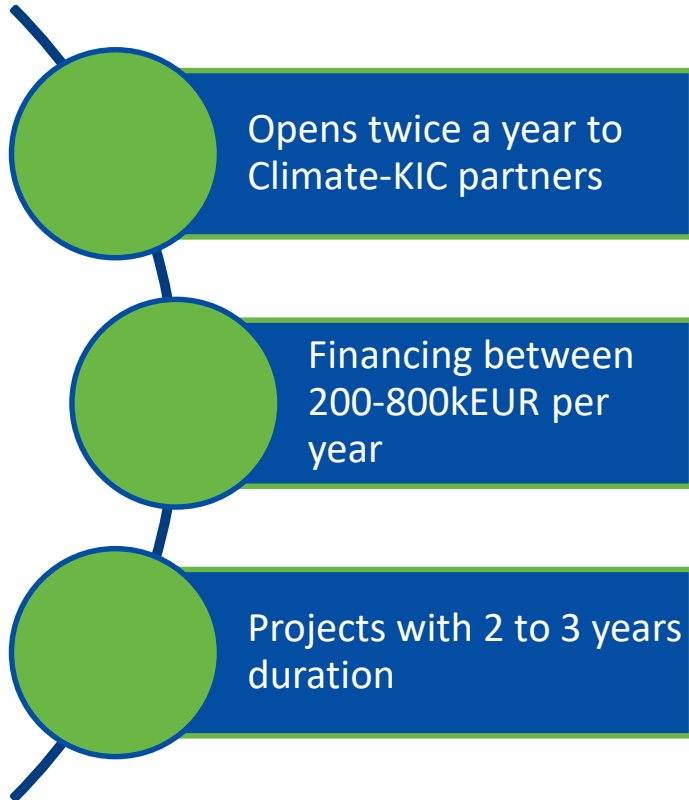 Opens twice a year to
Climate-KIC partners
Financing between
200-800kEUR per
year
Projects with 2 to 3 years
duration